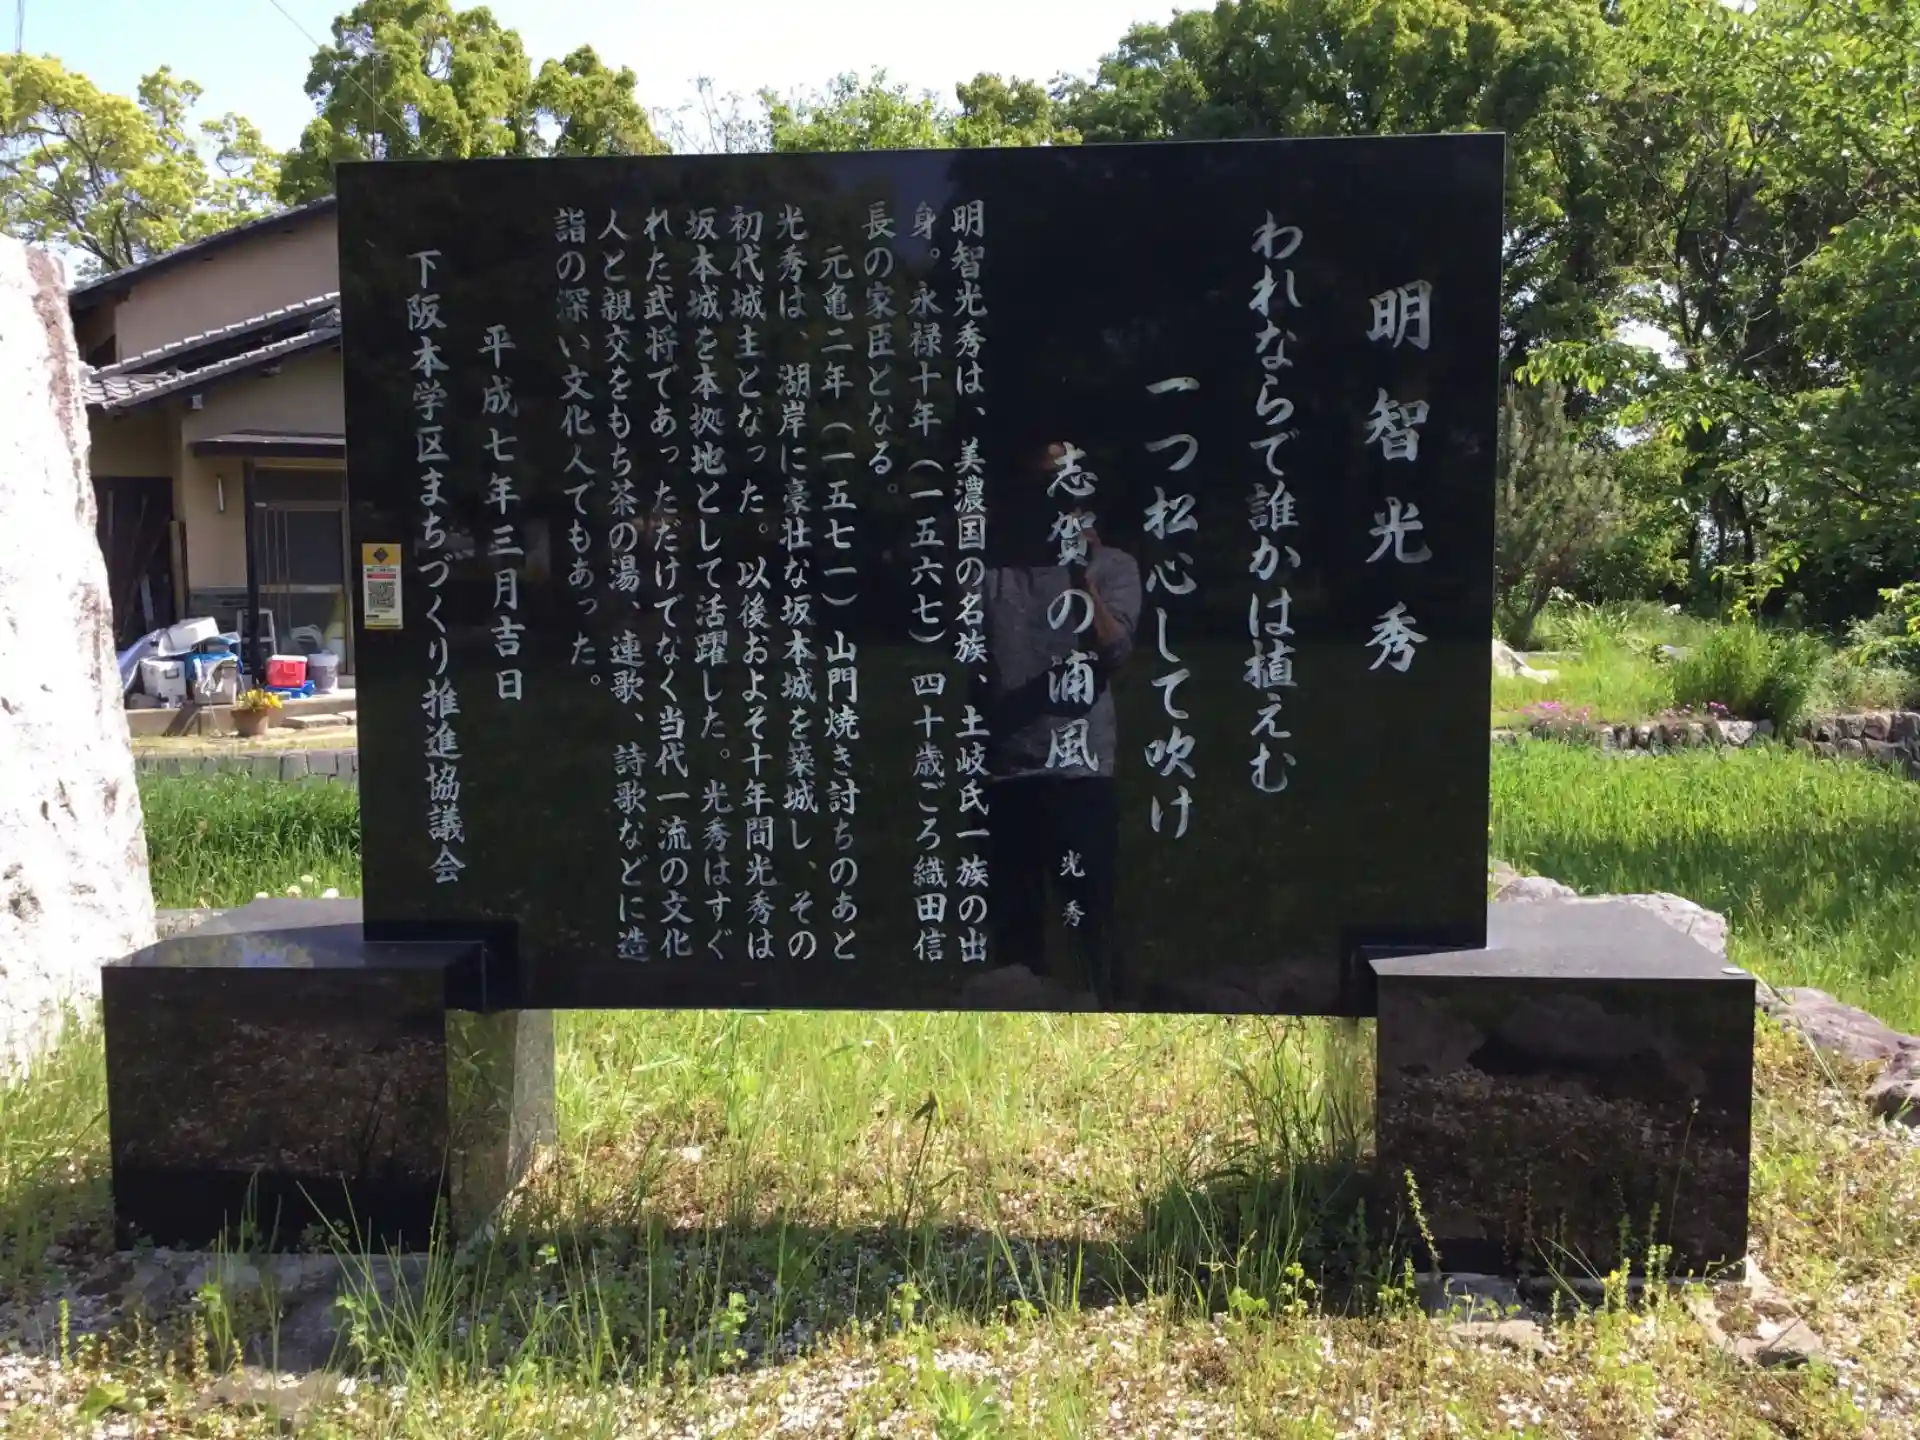 明智光秀
われならで誰かは植えむ
一つ松心して吹け
志賀の浦風
光秀
明智光秀は、美濃国の名族、土岐氏一族の出
身。永禄十年（一五六七）四十歳ごろ織田信
長の家臣となる。
元亀二年（一五七一）山門焼き討ちのあと
光秀は、湖岸に豪壮な坂本城を築城し、その
初代城主となった。以後およそ十年間光秀は
坂本城を本拠地として活躍した。光秀はすぐ
れた武将であっただけでなく当代一流の文化
人と親交をもち茶の湯、連歌、詩歌などに造
詣の深い文化人でもあった。
平成七年三月吉日
下阪本学区まちづくり推進協議会